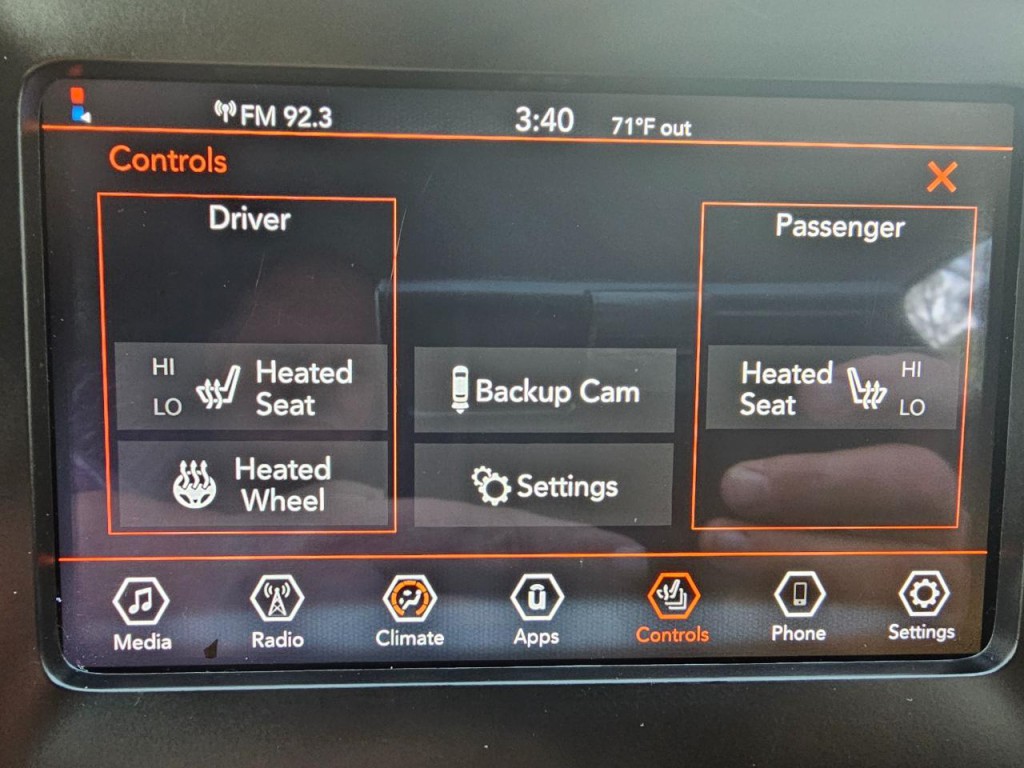 FM 92.3 3:40 71°F out
Controls
Driver
HI
LO
Heated
Seat
Heated
Wheel
Backup Cam
Settings
Passenger
Heated
Seat
HI
LO
Media Radio Climate Apps Controls Phone Settings